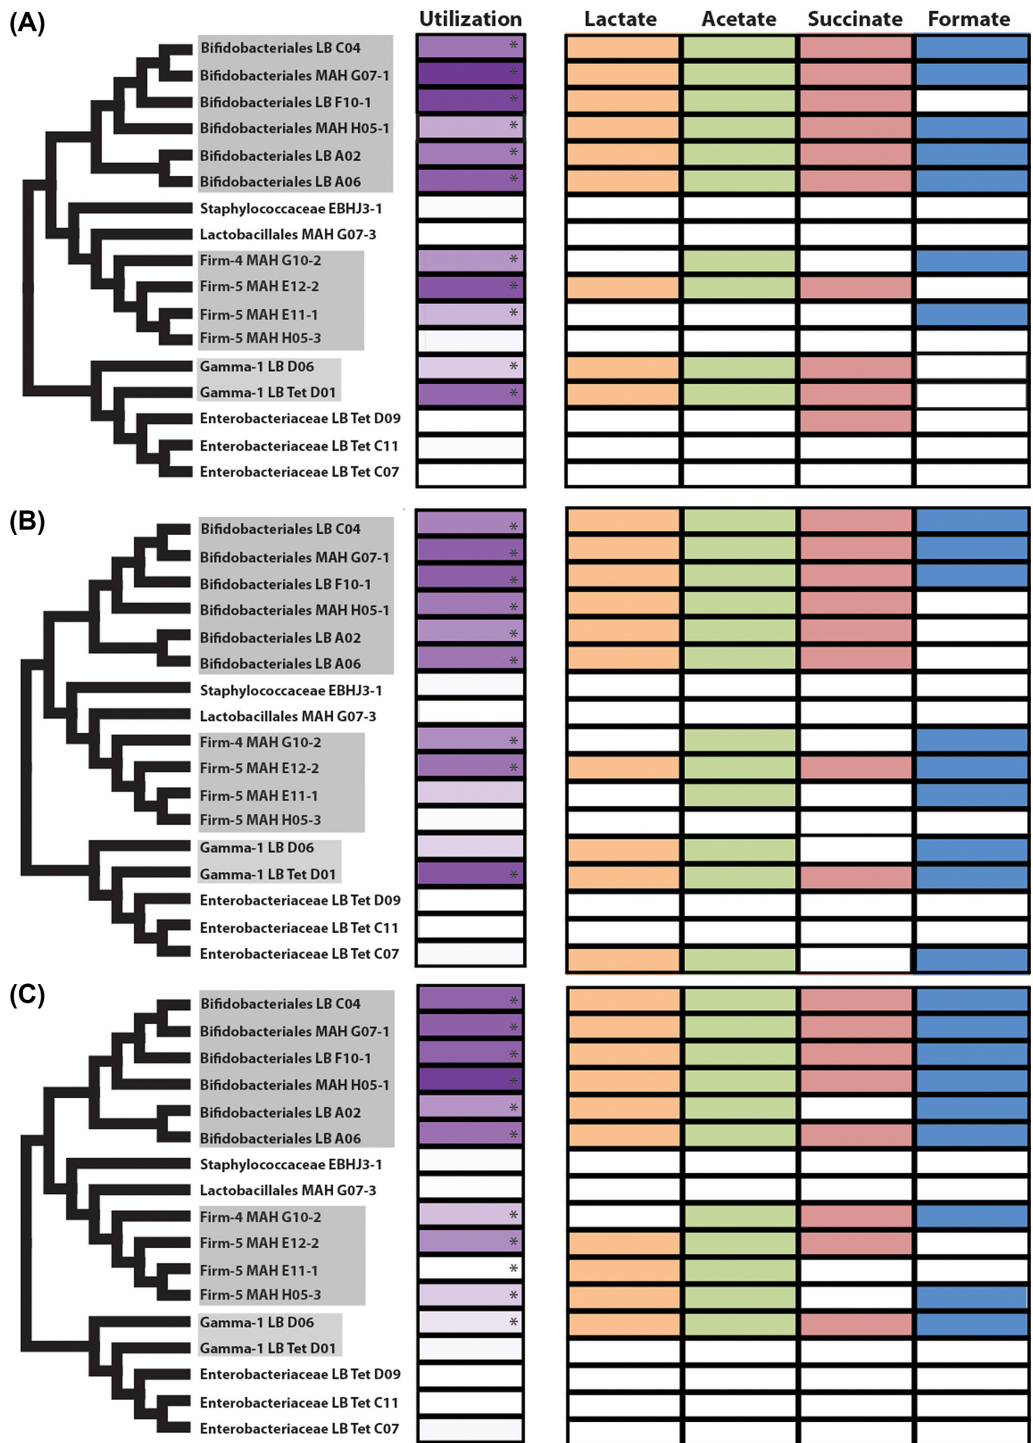 (A) Utilization Lactate Acetate Succinate Formate
Bifidobacteriales LB C04 *
Bifidobacteriales MAH G07-1 *
Bifidobacteriales LB F10-1 *
Bifidobacteriales MAH H05-1 *
Bifidobacteriales LB A02 *
Bifidobacteriales LB A06 *
Staphylococcaceae EBHJ3-1
Lactobacillales MAH G07-3
Firm-4 MAH G10-2 *
Firm-5 MAH E12-2 *
Firm-5 MAH E11-1 *
Firm-5 MAH H05-3
Gamma-1 LB D06 *
Gamma-1 LB Tet D01 *
Enterobacteriaceae LB Tet D09
Enterobacteriaceae LB Tet C11
Enterobacteriaceae LB Tet C07
(B)
Bifidobacteriales LB C04 *
Bifidobacteriales MAH G07-1 *
Bifidobacteriales LB F10-1 *
Bifidobacteriales MAH H05-1 *
Bifidobacteriales LB A02 *
Bifidobacteriales LB A06 *
Staphylococcaceae EBHJ3-1
Lactobacillales MAH G07-3
Firm-4 MAH G10-2 *
Firm-5 MAH E12-2 *
Firm-5 MAH E11-1
Firm-5 MAH H05-3
Gamma-1 LB D06
Gamma-1 LB Tet D01 *
Enterobacteriaceae LB Tet D09
Enterobacteriaceae LB Tet C11
Enterobacteriaceae LB Tet C07
(C)
Bifidobacteriales LB C04 *
Bifidobacteriales MAH G07-1 *
Bifidobacteriales LB F10-1 *
Bifidobacteriales MAH H05-1 *
Bifidobacteriales LB A02 *
Bifidobacteriales LB A06 *
Staphylococcaceae EBHJ3-1
Lactobacillales MAH G07-3
Firm-4 MAH G10-2 *
Firm-5 MAH E12-2 *
Firm-5 MAH E11-1 *
Firm-5 MAH H05-3 *
Gamma-1 LB D06 *
Gamma-1 LB Tet D01
Enterobacteriaceae LB Tet D09
Enterobacteriaceae LB Tet C11
Enterobacteriaceae LB Tet C07